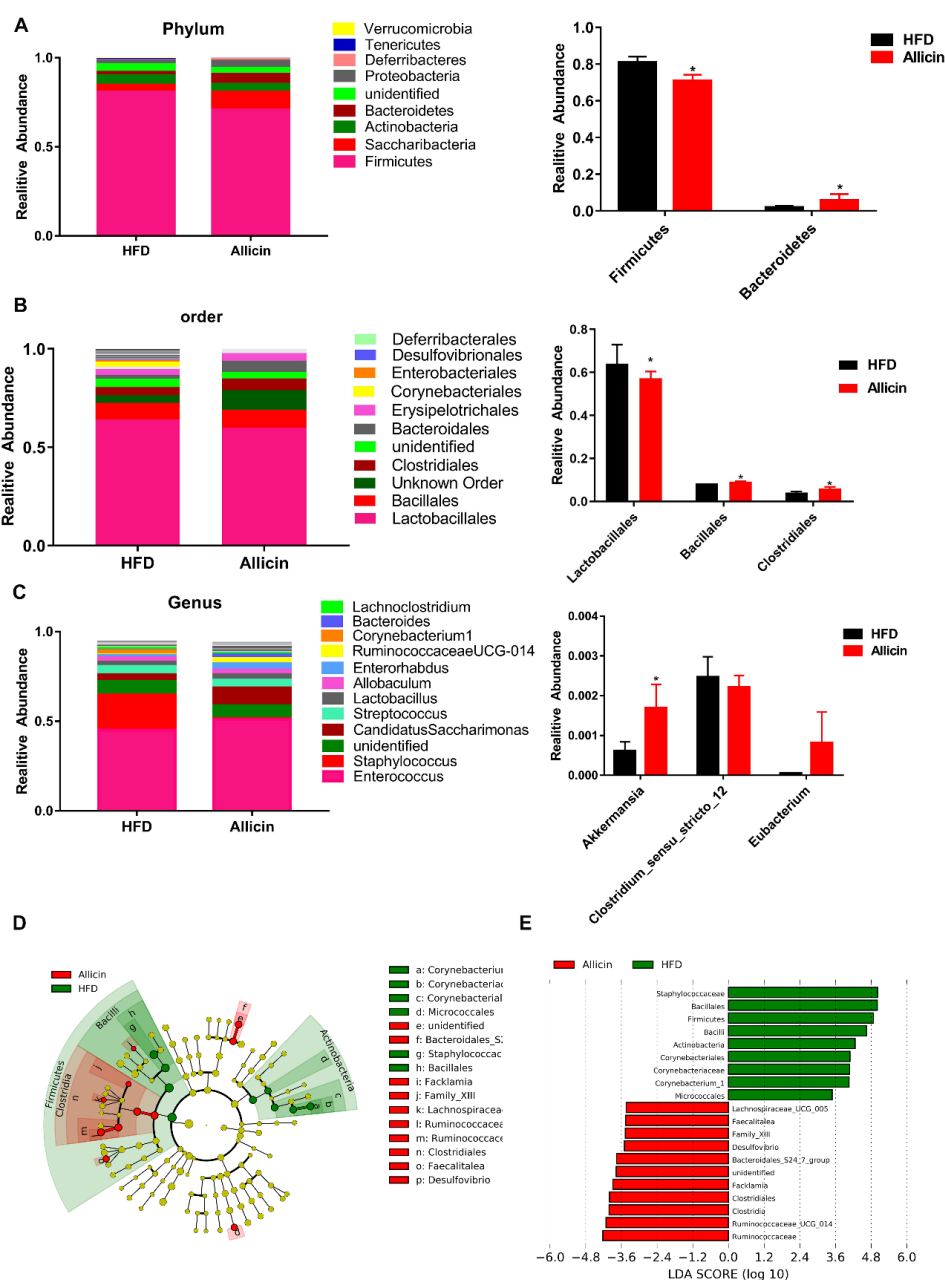 A
Phylum
Realitive Abundance
1.0
0.5
0.0
HFD
Allicin
Verrucomicrobia
Tenericutes
Deferribacteres
Proteobacteria
unidentified
Bacteroidetes
Actinobacteria
Saccharibacteria
Firmicutes
Realitive Abundance
1.0
0.8
0.6
0.4
0.2
0.0
*
*
Firmicutes
Bacteroidetes
HFD
Allicin
B
order
Realitive Abundance
1.0
0.5
0.0
HFD
Allicin
Deferribacterales
Desulfovibrionales
Enterobacteriales
Corynebacteriales
Erysipelotrichales
Bacteroidales
unidentified
Clostridiales
Unknown Order
Bacillales
Lactobacillales
Realitive Abundance
0.8
0.6
0.4
0.2
0.0
*
*
*
Lactobacillales
Bacillales
Clostridiales
HFD
Allicin
C
Genus
Realitive Abundance
1.0
0.5
0.0
HFD
Allicin
Lachnoclostridium
Bacteroides
Corynebacterium1
RuminococcaceaeUCG-014
Enterorhabdus
Allobaculum
Lactobacillus
Streptococcus
CandidatusSaccharimonas
unidentified
Staphylococcus
Enterococcus
Realitive Abundance
0.004
0.003
0.002
0.001
0.000
*
Akkermansia
Clostridium_sensu_stricto_12
Eubacterium
HFD
Allicin
D
Allicin
HFD
Firmicutes
Clostridia
Bacilli
Actinobacteria
h
g
f
e
d
c
b
a
l
n
m
a: Corynebacteriu
b: Corynebacteriac
c: Corynebacterial
d: Micrococcales
e: unidentified
f: Bacteroidales_S2
g: Staphylococcac
h: Bacillales
i: Facklamia
j: Family_XIII
k: Lachnospiraceae
l: Ruminococcacea
m: Ruminococcace
n: Clostridiales
o: Faecalitalea
p: Desulfovibrio
E
Allicin
HFD
Staphylococcaceae
Bacillales
Firmicutes
Bacilli
Actinobacteria
Corynebacteriales
Corynebacteriaceae
Corynebacterium_1
Micrococcales
Lachnospiraceae_UCG_005
Faecalitalea
Family_XIII
Desulfovibrio
Bacteroidales_S24_7_group
unidentified
Facklamia
Clostridiales
Clostridia
Ruminococcaceae_UCG_014
Ruminococcaceae
−6.0 −4.8 −3.6 −2.4 −1.2 0.0 1.2 2.4 3.6 4.8 6.0
LDA SCORE (log 10)